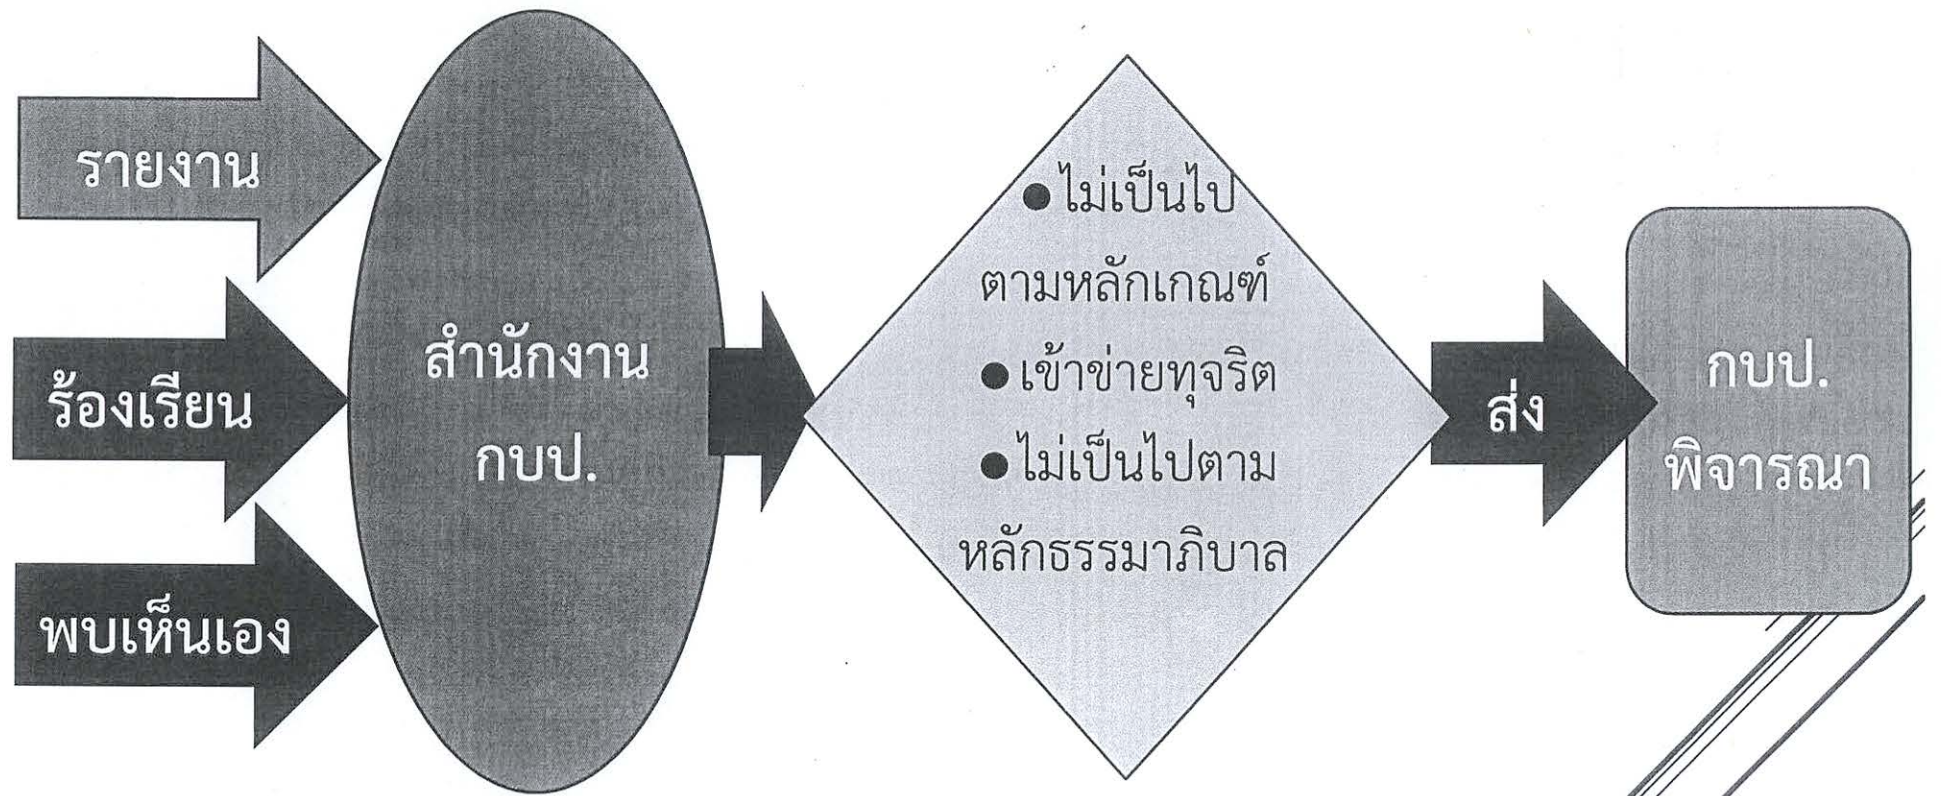 รายงาน
ร้องเรียน
พบเห็นเอง
สำนักงาน
กบป.
●ไม่เป็นไป
ตามหลักเกณฑ์
●เข้าข่ายทุจริต
●ไม่เป็นไปตาม
หลักธรรมาภิบาล
ส่ง
กบป.
พิจารณา